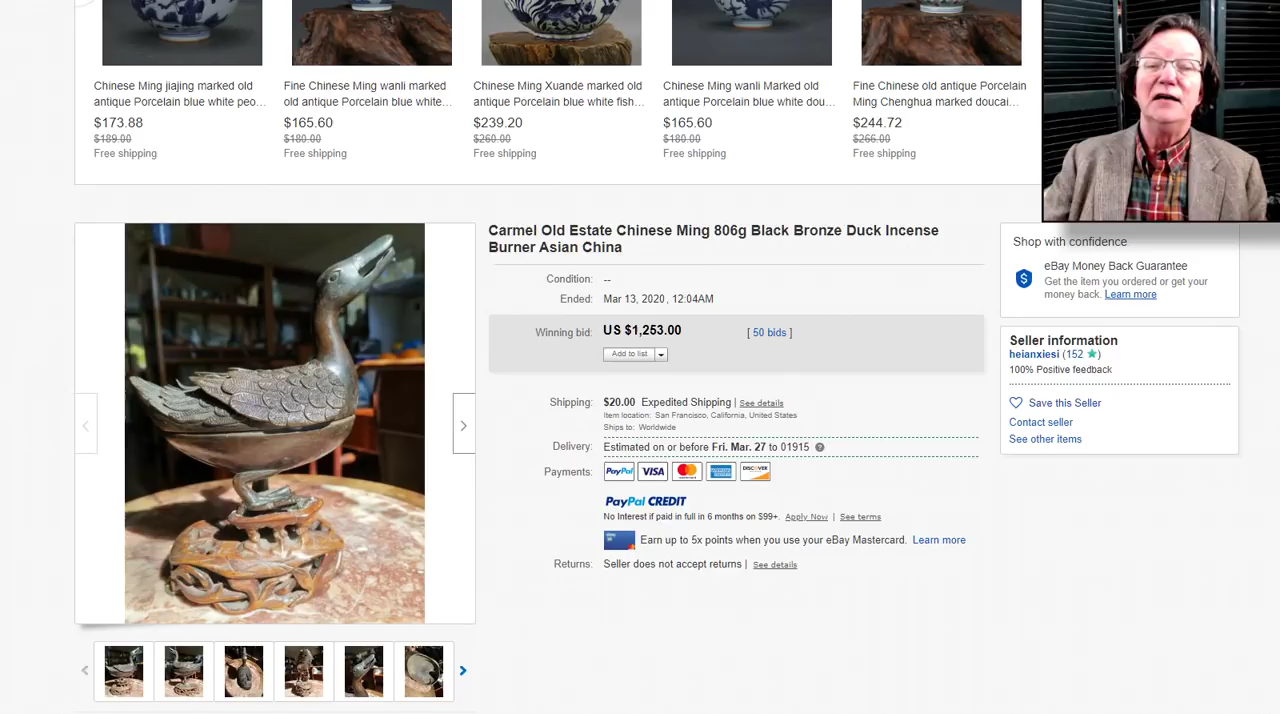 Chinese Ming jiajing marked old
antique Porcelain blue white peo...
$173.88
$189.00
Free shipping
Fine Chinese Ming wanli marked
old antique Porcelain blue white...
$165.60
$180.00
Free shipping
Chinese Ming Xuande marked old
antique Porcelain blue white fish...
$239.20
$260.00
Free shipping
Chinese Ming wanli Marked old
antique Porcelain blue white dou...
$165.60
$180.00
Free shipping
Fine Chinese old antique Porcelain
Ming Chenghua marked doucai...
$244.72
$266.00
Free shipping
Carmel Old Estate Chinese Ming 806g Black Bronze Duck Incense
Burner Asian China
Condition: --
Ended: Mar 13, 2020 , 12:04AM
Winning bid: US $1,253.00 [ 50 bids ]
Add to list
Shipping: $20.00 Expedited Shipping | See details
Item location: San Francisco, California, United States
Ships to: Worldwide
Delivery: Estimated on or before Fri. Mar. 27 to 01915
Payments: PayPal VISA
DISCOVER
PayPal CREDIT
No Interest if paid in full in 6 months on $99+. Apply Now | See terms
Earn up to 5x points when you use your eBay Mastercard. Learn more
Returns: Seller does not accept returns | See details
Shop with confidence
eBay Money Back Guarantee
Get the item you ordered or get your
money back. Learn more
Seller information
heianxiesi (152 )
100% Positive feedback
Save this Seller
Contact seller
See other items